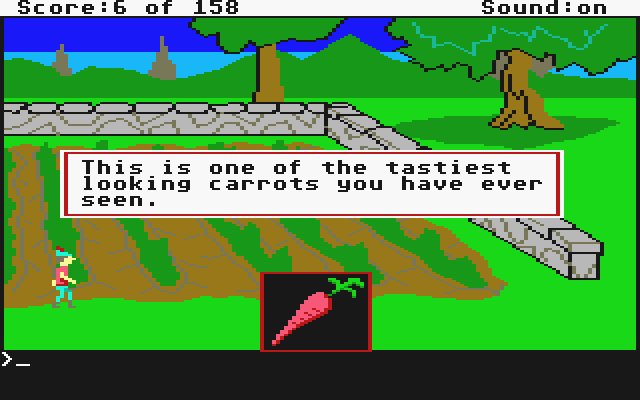 Score:6 of 158 Sound:on
This is one of the tastiest
looking carrots you have ever
seen.
>_